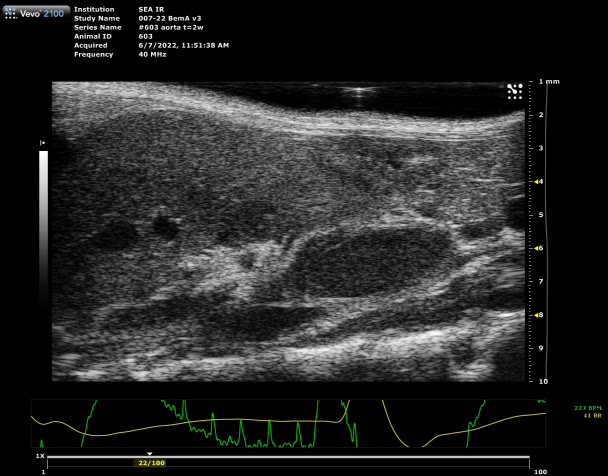 Vevo 2100
Institution SEA IR
Study Name 007-22 BemA v3
Series Name #603 aorta t=2w
Animal ID 603
Acquired 6/7/2022, 11:51:38 AM
Frequency 40 MHz
1 mm
2
3
4
5
6
7
8
9
10
222 BPM
41 RR
1X
22/100
1 100